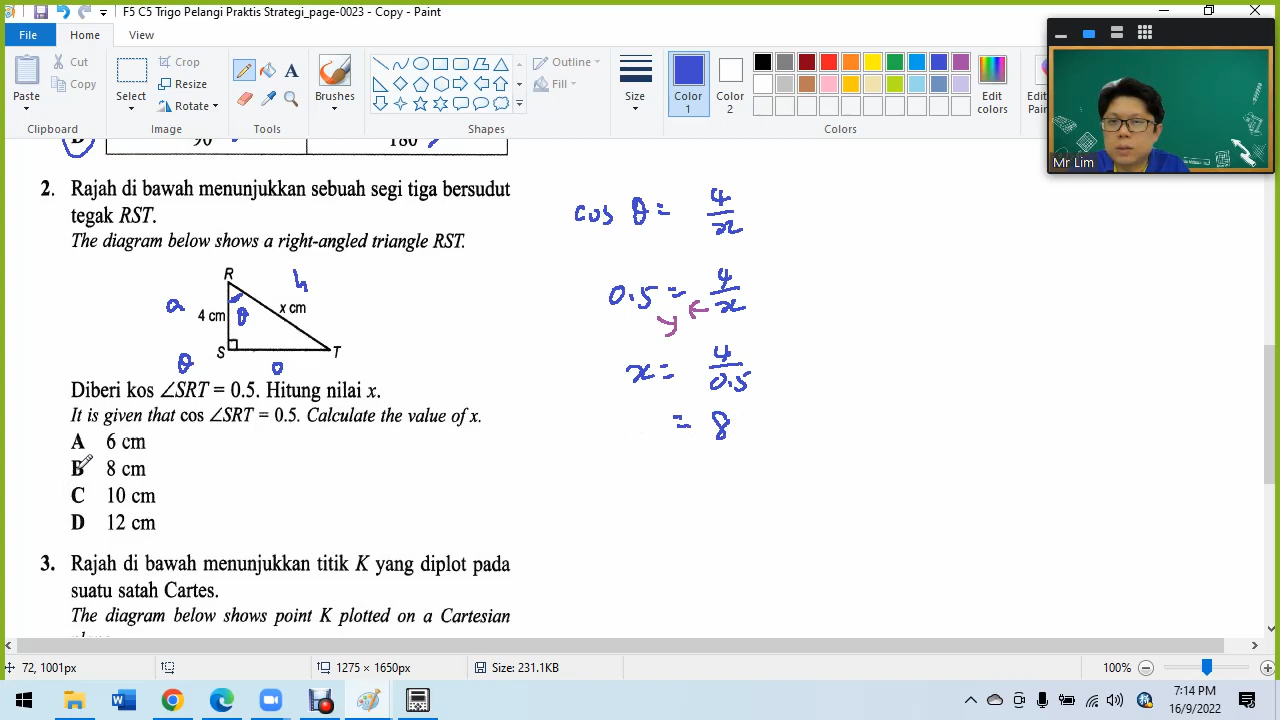 F5 C5 Trigo Pelangi Praktis Strategi_page-0023 - Copy - Paint
File Home View
Paste Cut Copy Clipboard
Select Crop Resize Rotate Image
Tools
Brushes
Outline Fill Shapes
Size
Color 1 Color 2 Edit colors Colors
Edit Pain
Mr Lim
D 90° 180°
2. Rajah di bawah menunjukkan sebuah segi tiga bersudut
tegak RST.
The diagram below shows a right-angled triangle RST.
R h
a 4 cm θ x cm
S T
θ o
Diberi kos ∠SRT = 0.5. Hitung nilai x.
It is given that cos ∠SRT = 0.5. Calculate the value of x.
A 6 cm
B 8 cm
C 10 cm
D 12 cm
3. Rajah di bawah menunjukkan titik K yang diplot pada
suatu satah Cartes.
The diagram below shows point K plotted on a Cartesian
cos θ = 4/x
0.5 = 4/x
x = 4/0.5
= 8
72, 1001px
1275 × 1650px
Size: 231.1KB
100%
7:14 PM
16/9/2022